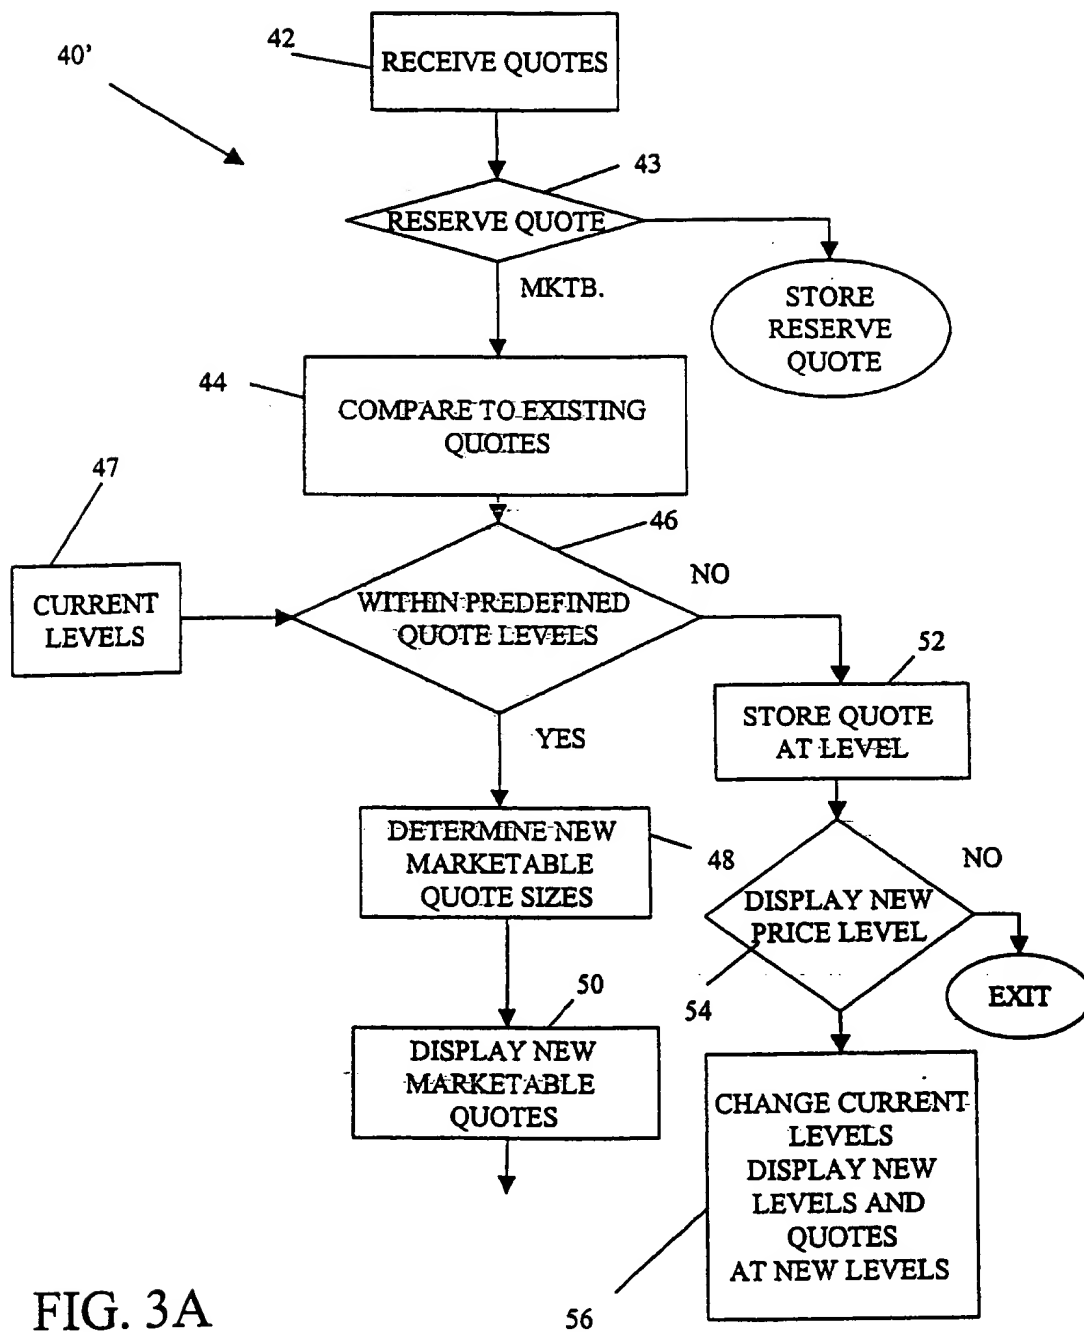 40’
42
RECEIVE QUOTES
43
RESERVE QUOTE
MKTB.
STORE
RESERVE
QUOTE
44
COMPARE TO EXISTING
QUOTES
47
46
CURRENT
LEVELS
WITHIN PREDEFINED
QUOTE LEVELS
NO
YES
52
STORE QUOTE
AT LEVEL
DETERMINE NEW
MARKETABLE
QUOTE SIZES
48
NO
DISPLAY NEW
PRICE LEVEL
54
EXIT
50
DISPLAY NEW
MARKETABLE
QUOTES
CHANGE CURRENT
LEVELS
DISPLAY NEW
LEVELS AND
QUOTES
AT NEW LEVELS
56
FIG. 3A